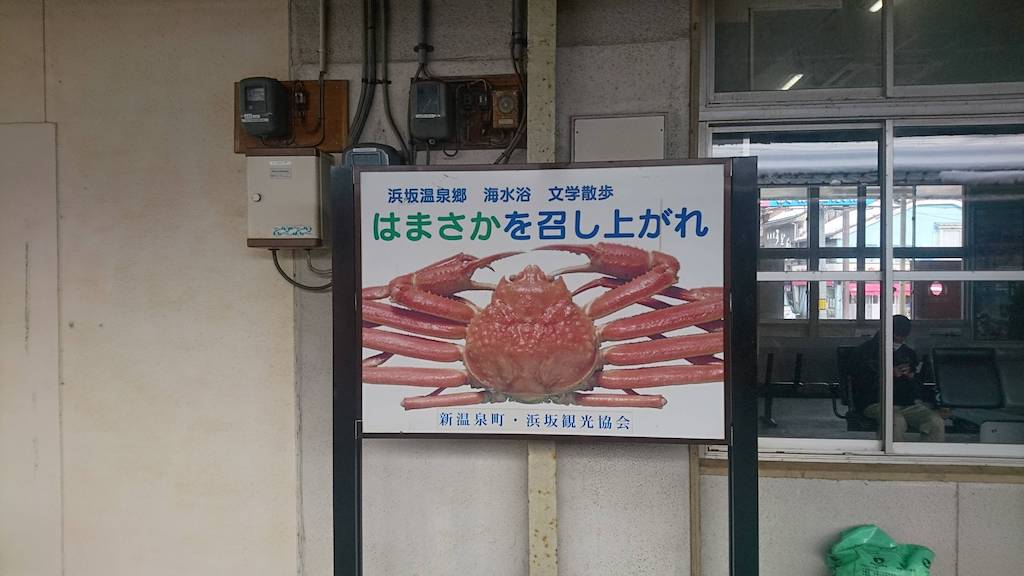 浜坂温泉郷 海水浴 文学散歩
はまさかを召し上がれ
新温泉町・浜坂観光協会